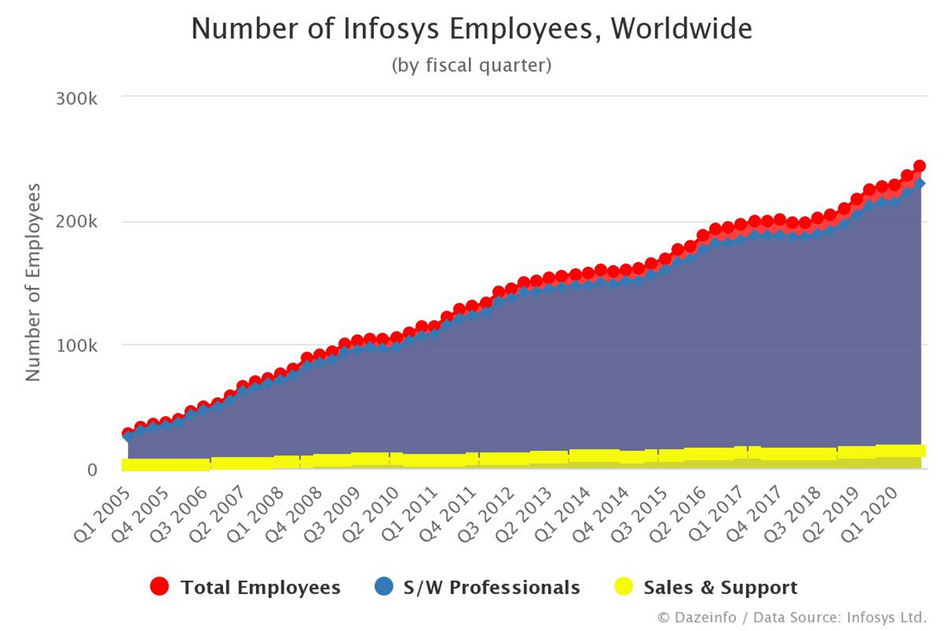 Number of Infosys Employees, Worldwide
(by fiscal quarter)
Number of Employees
300k
200k
100k
0
Q1 2005
Q4 2005
Q3 2006
Q2 2007
Q1 2008
Q4 2008
Q3 2009
Q2 2010
Q1 2011
Q4 2011
Q3 2012
Q2 2013
Q1 2014
Q4 2014
Q3 2015
Q2 2016
Q1 2017
Q4 2017
Q3 2018
Q2 2019
Q1 2020
Total Employees S/W Professionals Sales & Support
© Dazeinfo / Data Source: Infosys Ltd.